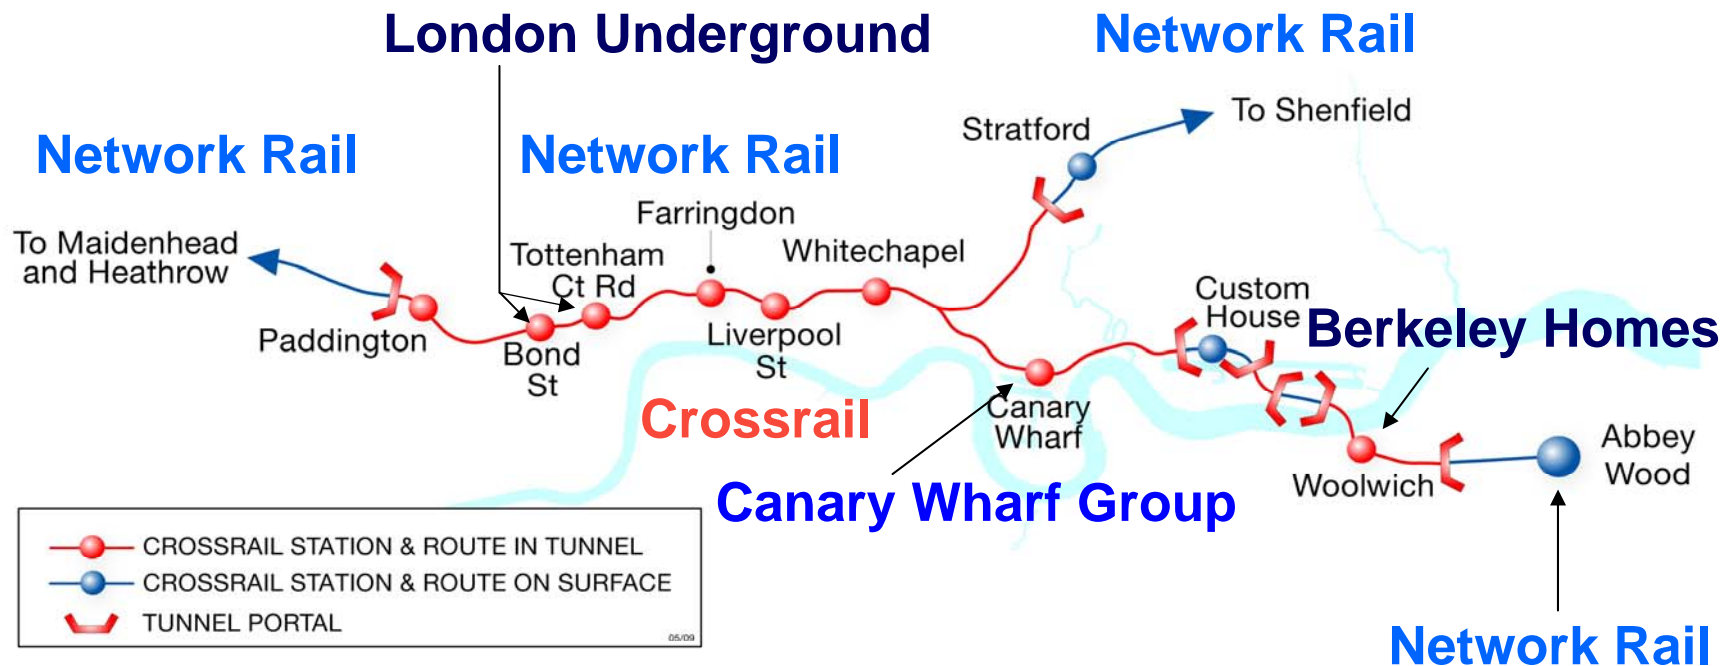 London Underground
Network Rail
To Shenfield
Stratford
Network Rail
Network Rail
Farringdon
To Maidenhead
and Heathrow
Tottenham
Ct Rd
Whitechapel
Custom
House
Berkeley Homes
Paddington
Bond
St
Liverpool
St
Crossrail
Canary
Wharf
Abbey
Wood
Woolwich
Canary Wharf Group
CROSSRAIL STATION & ROUTE IN TUNNEL
CROSSRAIL STATION & ROUTE ON SURFACE
TUNNEL PORTAL
05/09
Network Rail